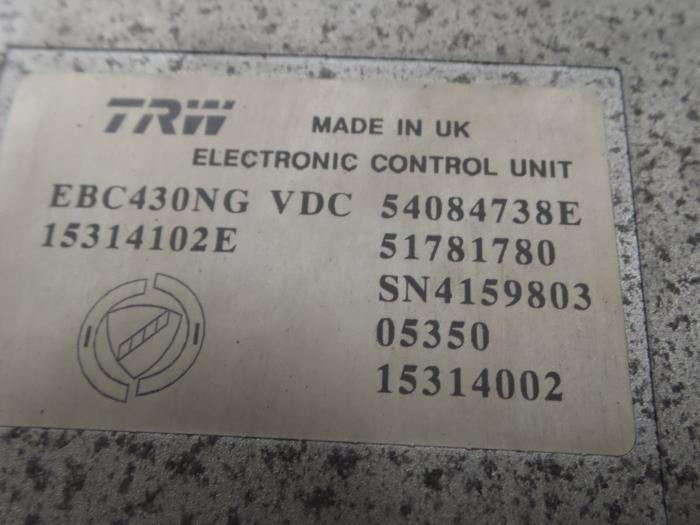 TRW MADE IN UK
ELECTRONIC CONTROL UNIT
EBC430NG VDC 54084738E
15314102E 51781780
SN4159803
05350
15314002